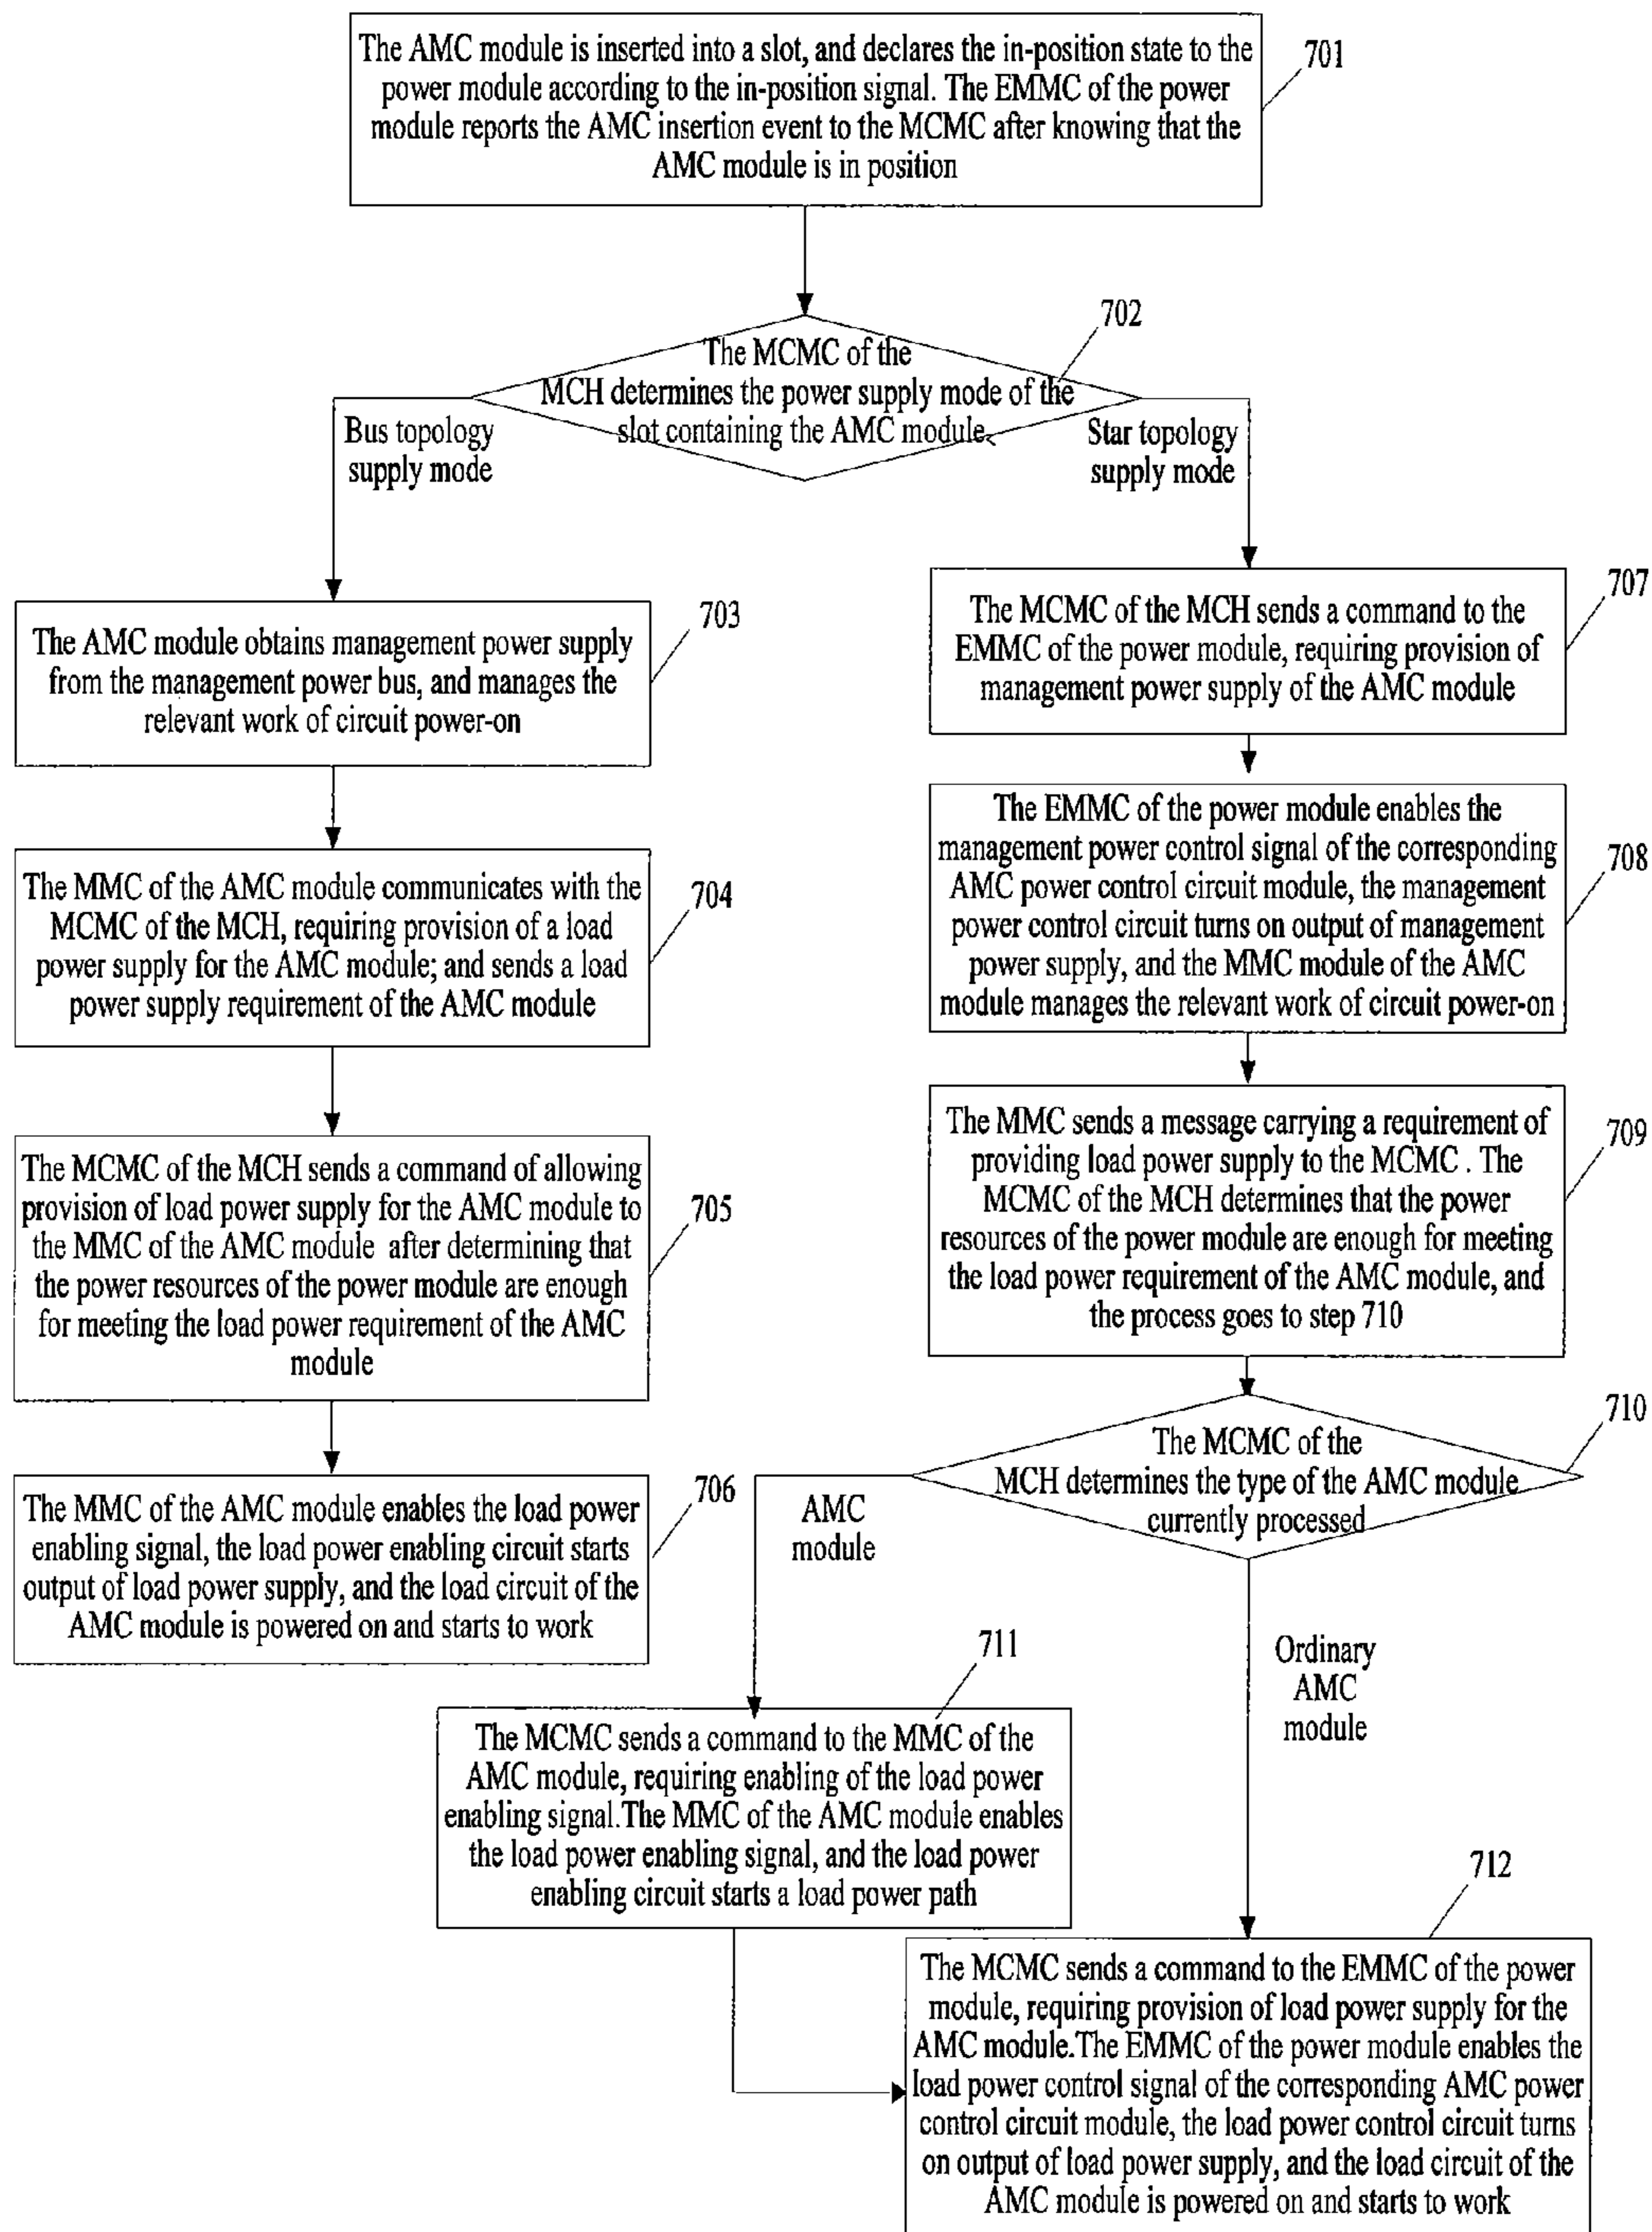 The AMC module is inserted into a slot, and declares the in-position state to the
power module according to the in-position signal. The EMMC of the power
module reports the AMC insertion event to the MCMC after knowing that the
AMC module is in position
701
702
The MCMC of the
MCH determines the power supply mode of the
slot containing the AMC module
Bus topology
supply mode
Star topology
supply mode
703
The AMC module obtains management power supply
from the management power bus, and manages the
relevant work of circuit power-on
704
The MMC of the AMC module communicates with the
MCMC of the MCH, requiring provision of a load
power supply for the AMC module; and sends a load
power supply requirement of the AMC module
705
The MCMC of the MCH sends a command of allowing
provision of load power supply for the AMC module to
the MMC of the AMC module after determining that
the power resources of the power module are enough
for meeting the load power requirement of the AMC
module
706
The MMC of the AMC module enables the load power
enabling signal, the load power enabling circuit starts
output of load power supply, and the load circuit of the
AMC module is powered on and starts to work
707
The MCMC of the MCH sends a command to the
EMMC of the power module, requiring provision of
management power supply of the AMC module
708
The EMMC of the power module enables the
management power control signal of the corresponding
AMC power control circuit module, the management
power control circuit turns on output of management
power supply, and the MMC module of the AMC
module manages the relevant work of circuit power-on
709
The MMC sends a message carrying a requirement of
providing load power supply to the MCMC . The
MCMC of the MCH determines that the power
resources of the power module are enough for meeting
the load power requirement of the AMC module, and
the process goes to step 710
710
The MCMC of the
MCH determines the type of the AMC module
currently processed
AMC
module
Ordinary
AMC
module
711
The MCMC sends a command to the MMC of the
AMC module, requiring enabling of the load power
enabling signal.The MMC of the AMC module enables
the load power enabling signal, and the load power
enabling circuit starts a load power path
712
The MCMC sends a command to the EMMC of the power
module, requiring provision of load power supply for the
AMC module.The EMMC of the power module enables the
load power control signal of the corresponding AMC power
control circuit module, the load power control circuit turns
on output of load power supply, and the load circuit of the
AMC module is powered on and starts to work